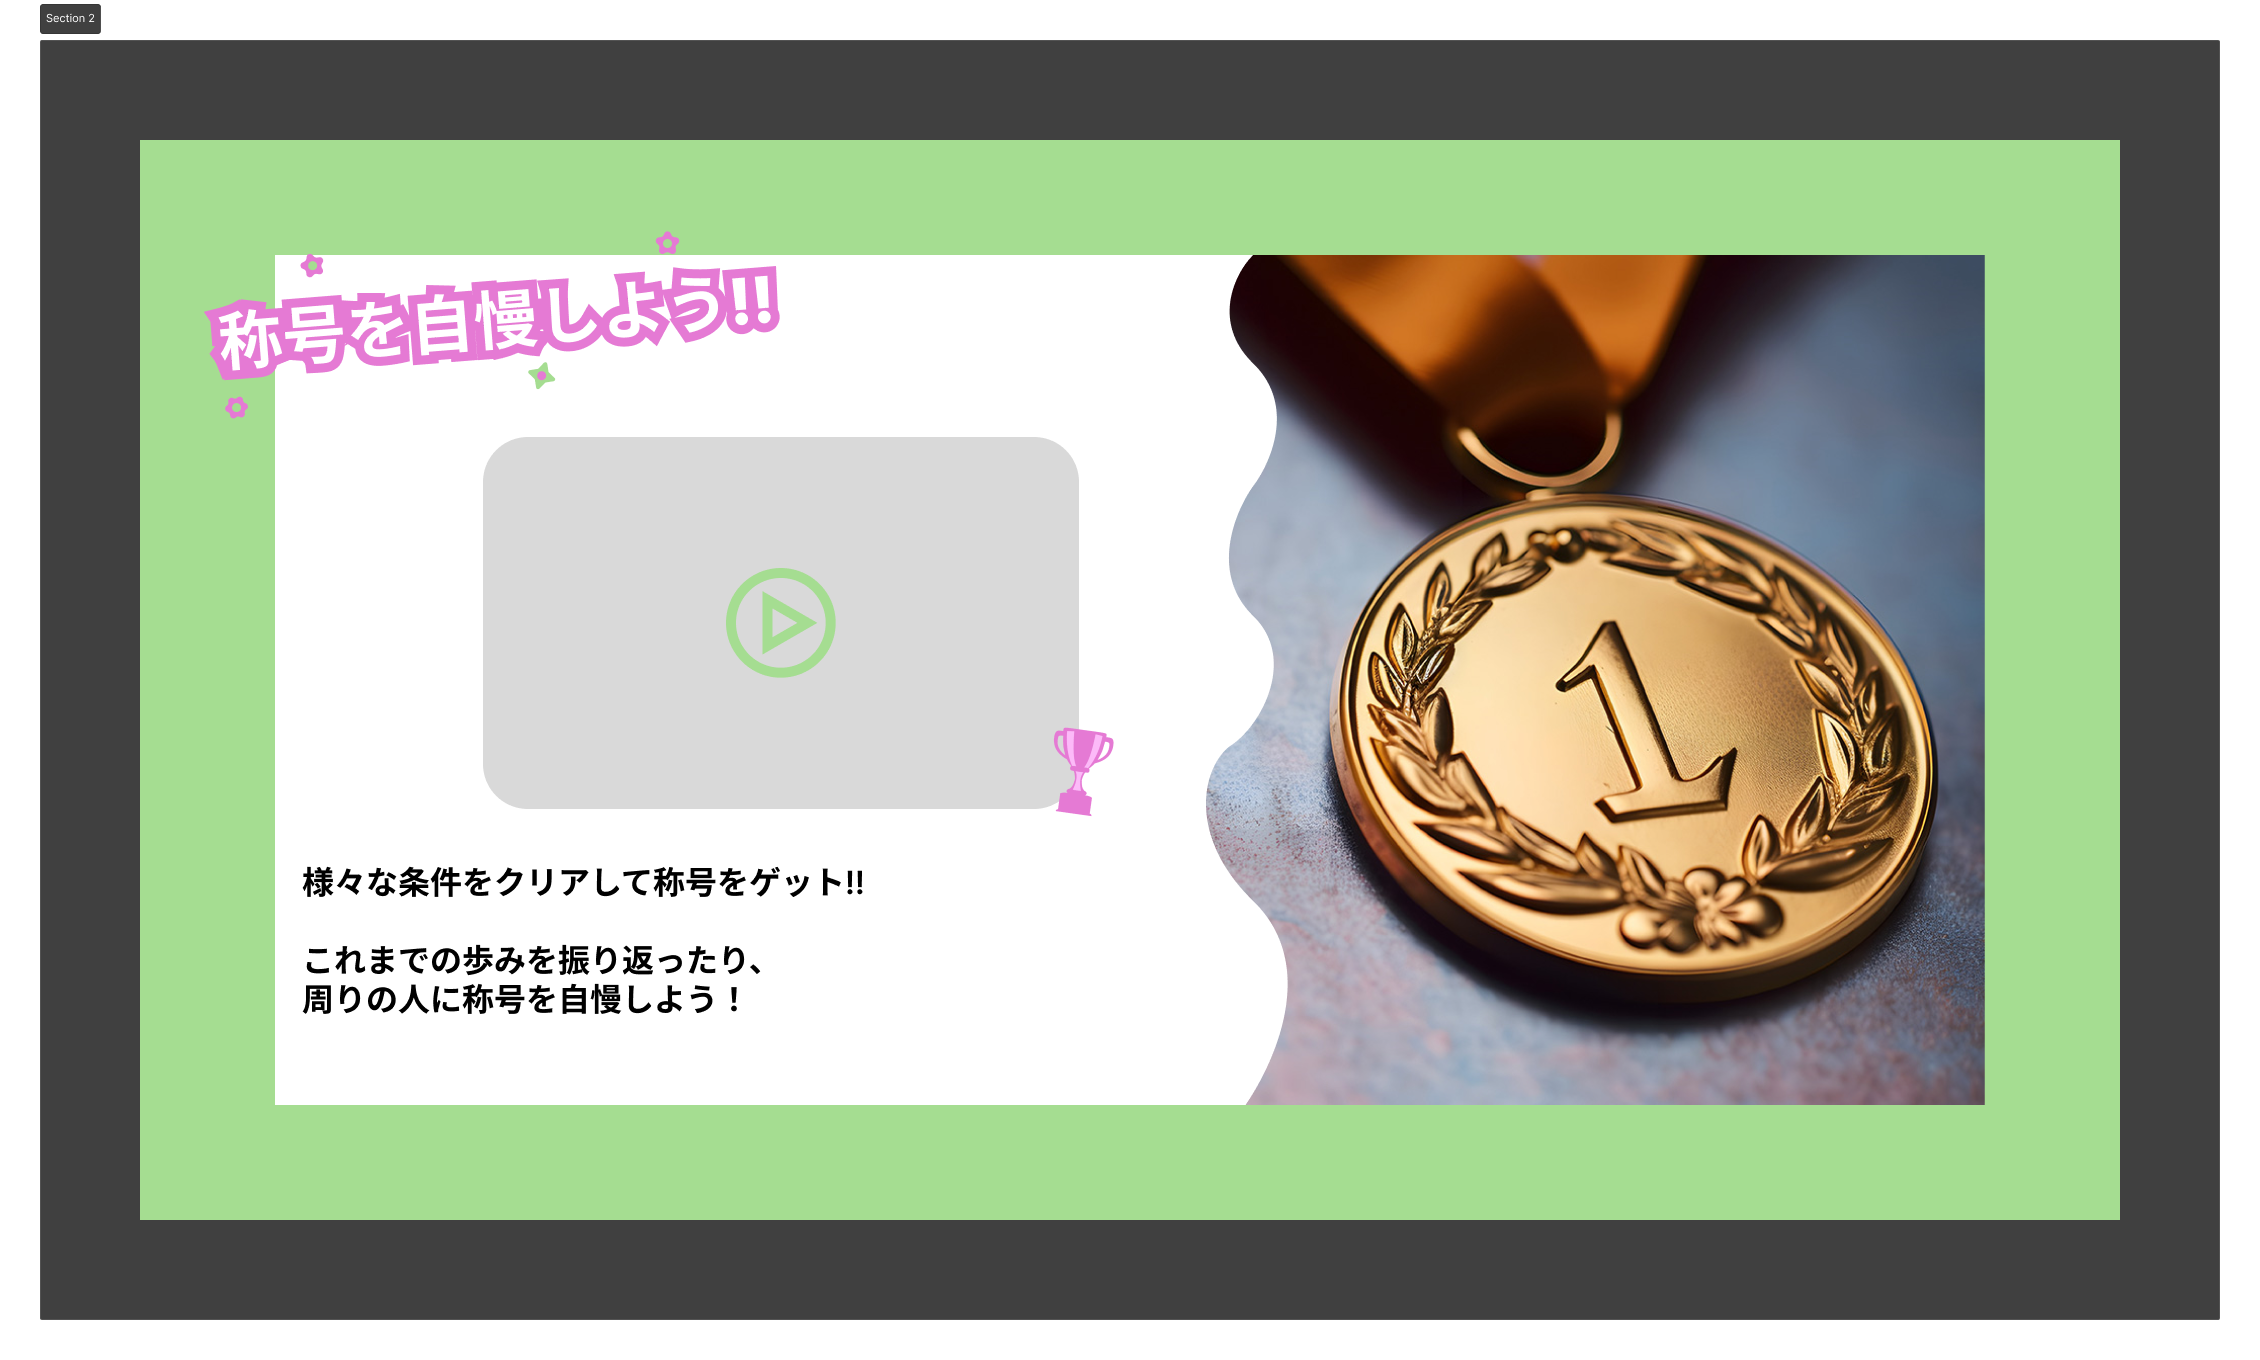 Section 2
称号を自慢しよう!!
様々な条件をクリアして称号をゲット!!
これまでの歩みを振り返ったり、
周りの人に称号を自慢しよう！
1